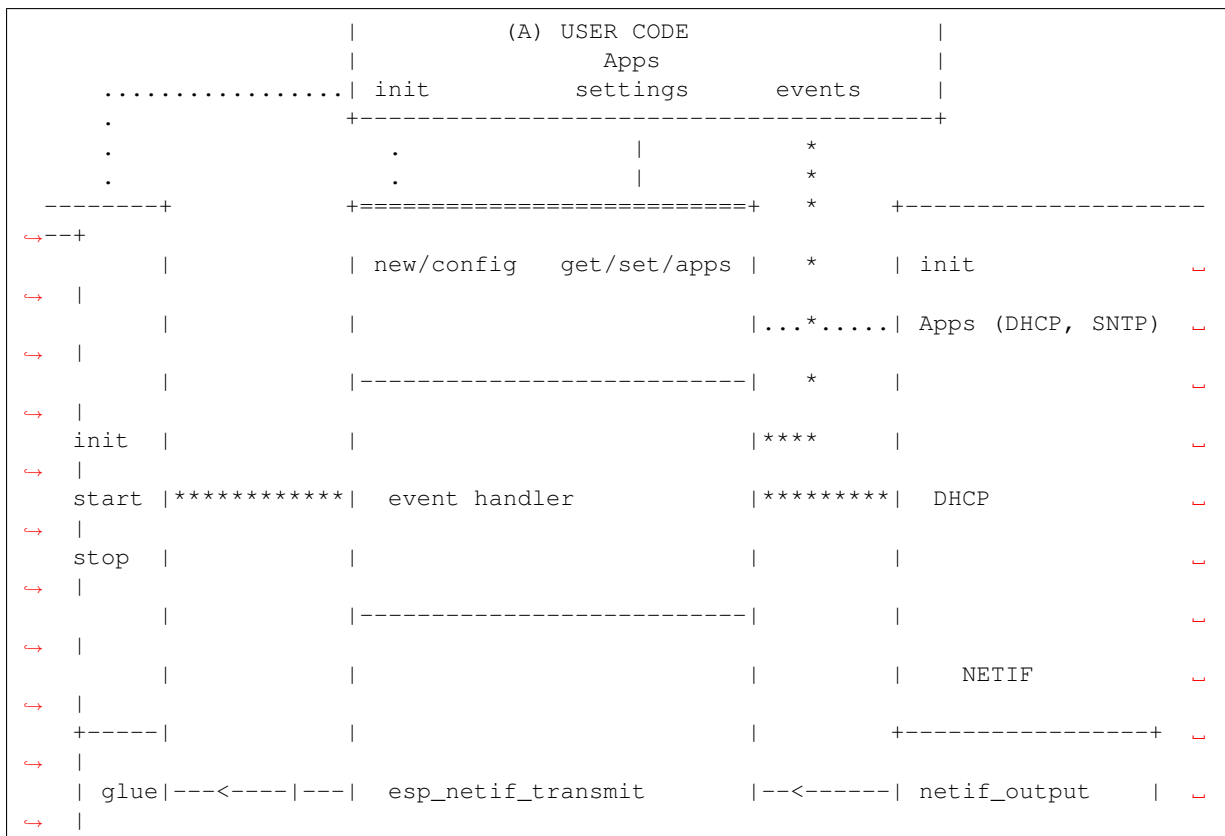 |          (A) USER CODE                 |
                        |                 Apps                   |
       .................| init          settings      events     |
       .                +----------------------------------------+
       .                   .                |           *
       .                   .                |           *
   --------+            +===========================+   *     +---------------------
↪--+
           |            | new/config   get/set/apps |   *     | init                ␣
↪  |
           |            |                           |...*.....| Apps (DHCP, SNTP)   ␣
↪  |
           |            |---------------------------|   *     |                     ␣
↪  |
     init  |            |                           |****     |                     ␣
↪  |
     start |************|  event handler            |*********|  DHCP               ␣
↪  |
     stop  |            |                           |         |                     ␣
↪  |
           |            |---------------------------|         |                     ␣
↪  |
           |            |                           |         |    NETIF            ␣
↪  |
     +-----|            |                           |         +-----------------+   ␣
↪  |
     | glue|---<----|---|  esp_netif_transmit       |--<------| netif_output    |   ␣
↪  |